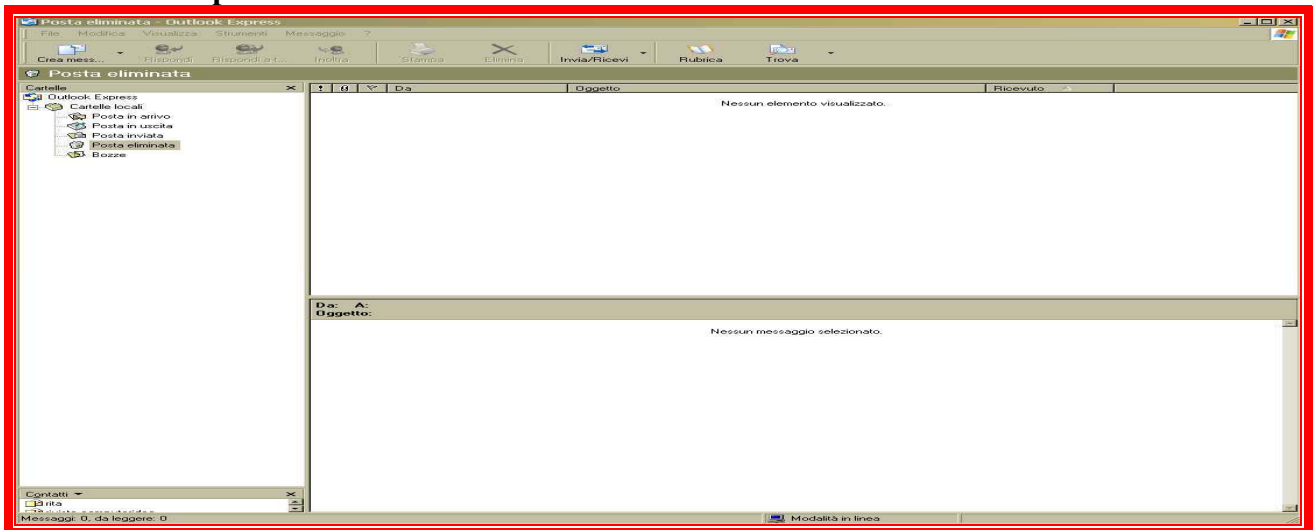 Posta eliminata - Outlook Express
File Modifica Visualizza Strumenti Messaggio ?
Crea mess... Rispondi Rispondi a t... Inoltra Stampa Elimina Invia/Ricevi Rubrica Trova
Posta eliminata
Cartelle
Outlook Express
Cartelle locali
Posta in arrivo
Posta in uscita
Posta inviata
Posta eliminata
Bozze
Da Oggetto Ricevuto
Nessun elemento visualizzato.
Da: A:
Oggetto:
Nessun messaggio selezionato.
Contatti
rita
Messaggi: 0, da leggere: 0
Modalità in linea